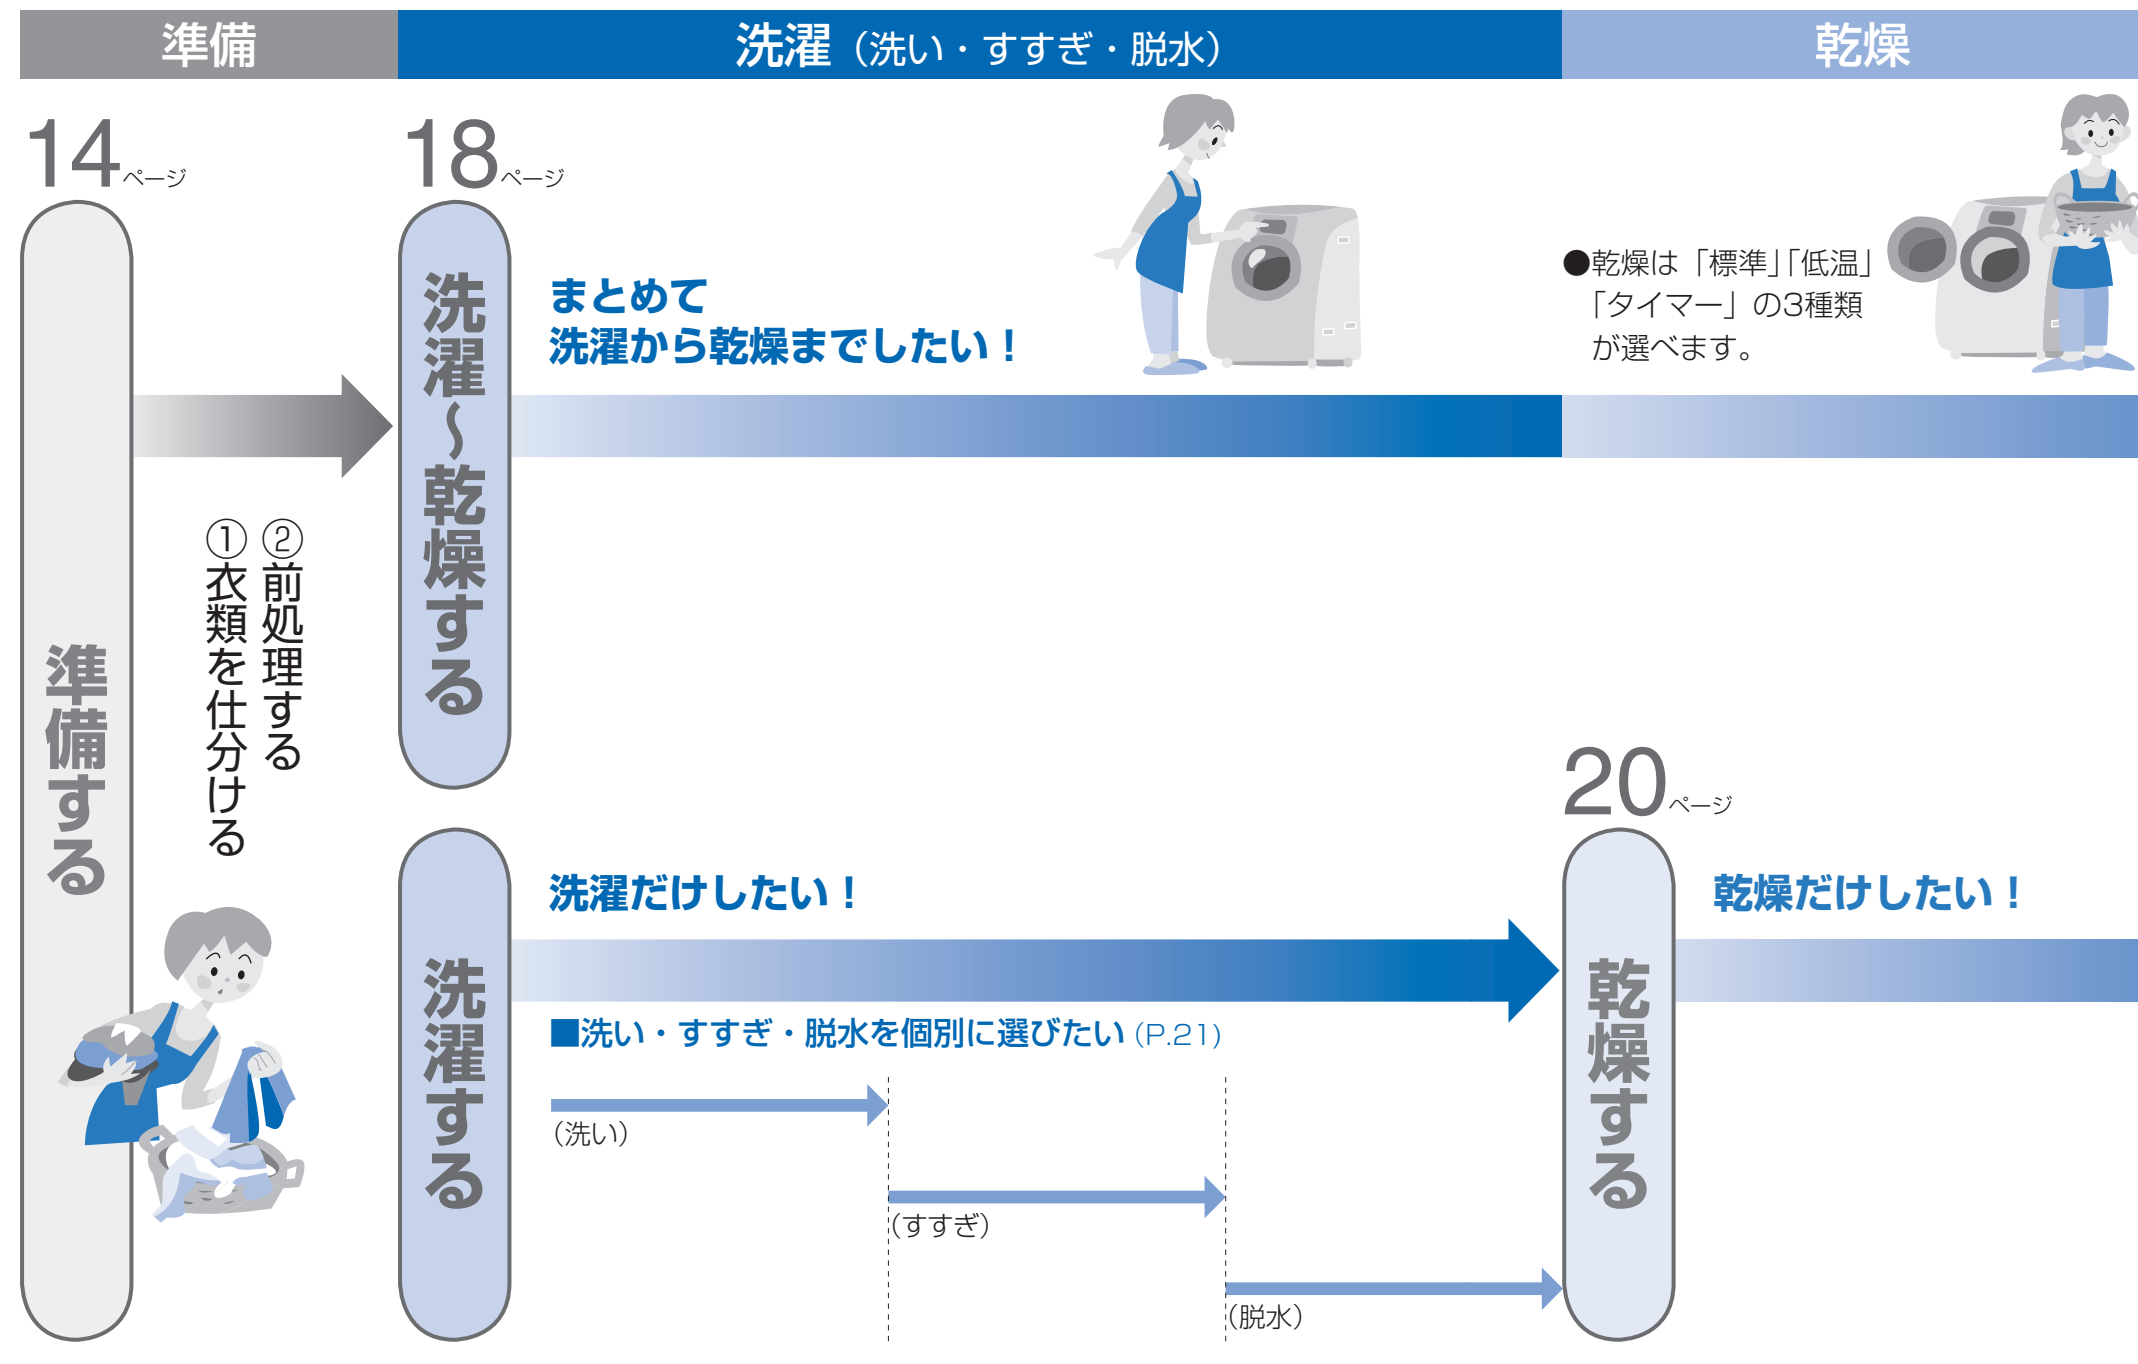 準備
洗濯（洗い・すすぎ・脱水）
乾燥
14ページ
18ページ
準備する
①衣類を仕分ける
②前処理する
洗濯～乾燥する
まとめて
洗濯から乾燥までしたい！
●乾燥は「標準」「低温」
「タイマー」の3種類
が選べます。
洗濯する
洗濯だけしたい！
■洗い・すすぎ・脱水を個別に選びたい（P.21）
（洗い）
（すすぎ）
（脱水）
20ページ
乾燥する
乾燥だけしたい！